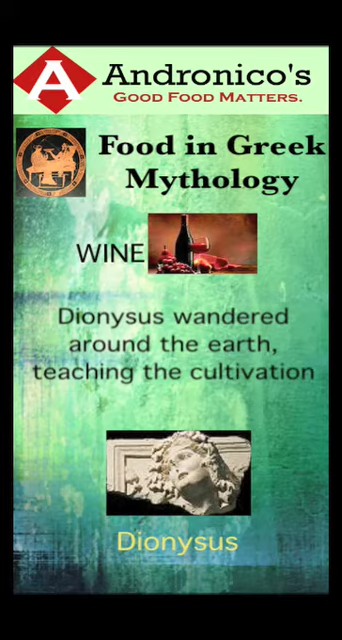 A
Andronico's
GOOD FOOD MATTERS.
Food in Greek
Mythology
WINE
Dionysus wandered
around the earth,
teaching the cultivation
Dionysus